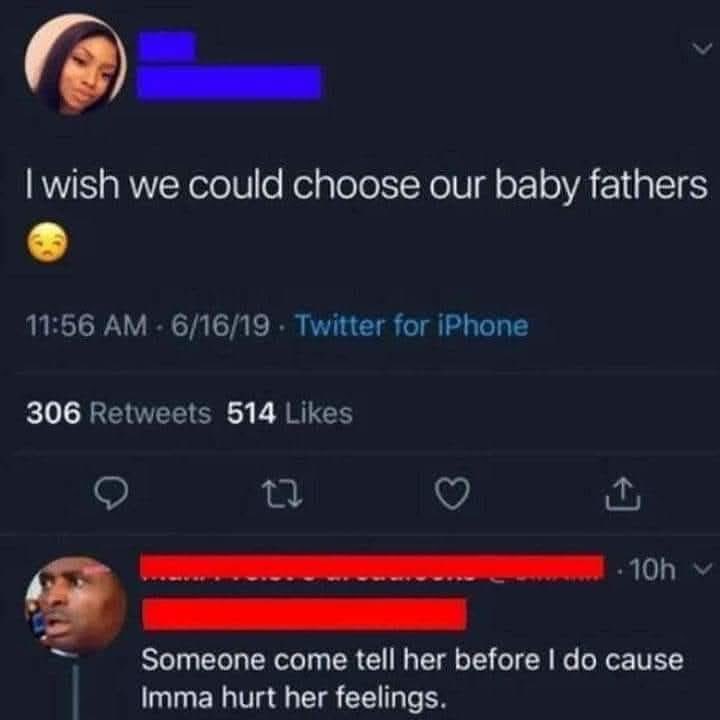 I wish we could choose our baby fathers
😒
11:56 AM · 6/16/19 · Twitter for iPhone
306 Retweets 514 Likes
· 10h
Someone come tell her before I do cause
Imma hurt her feelings.